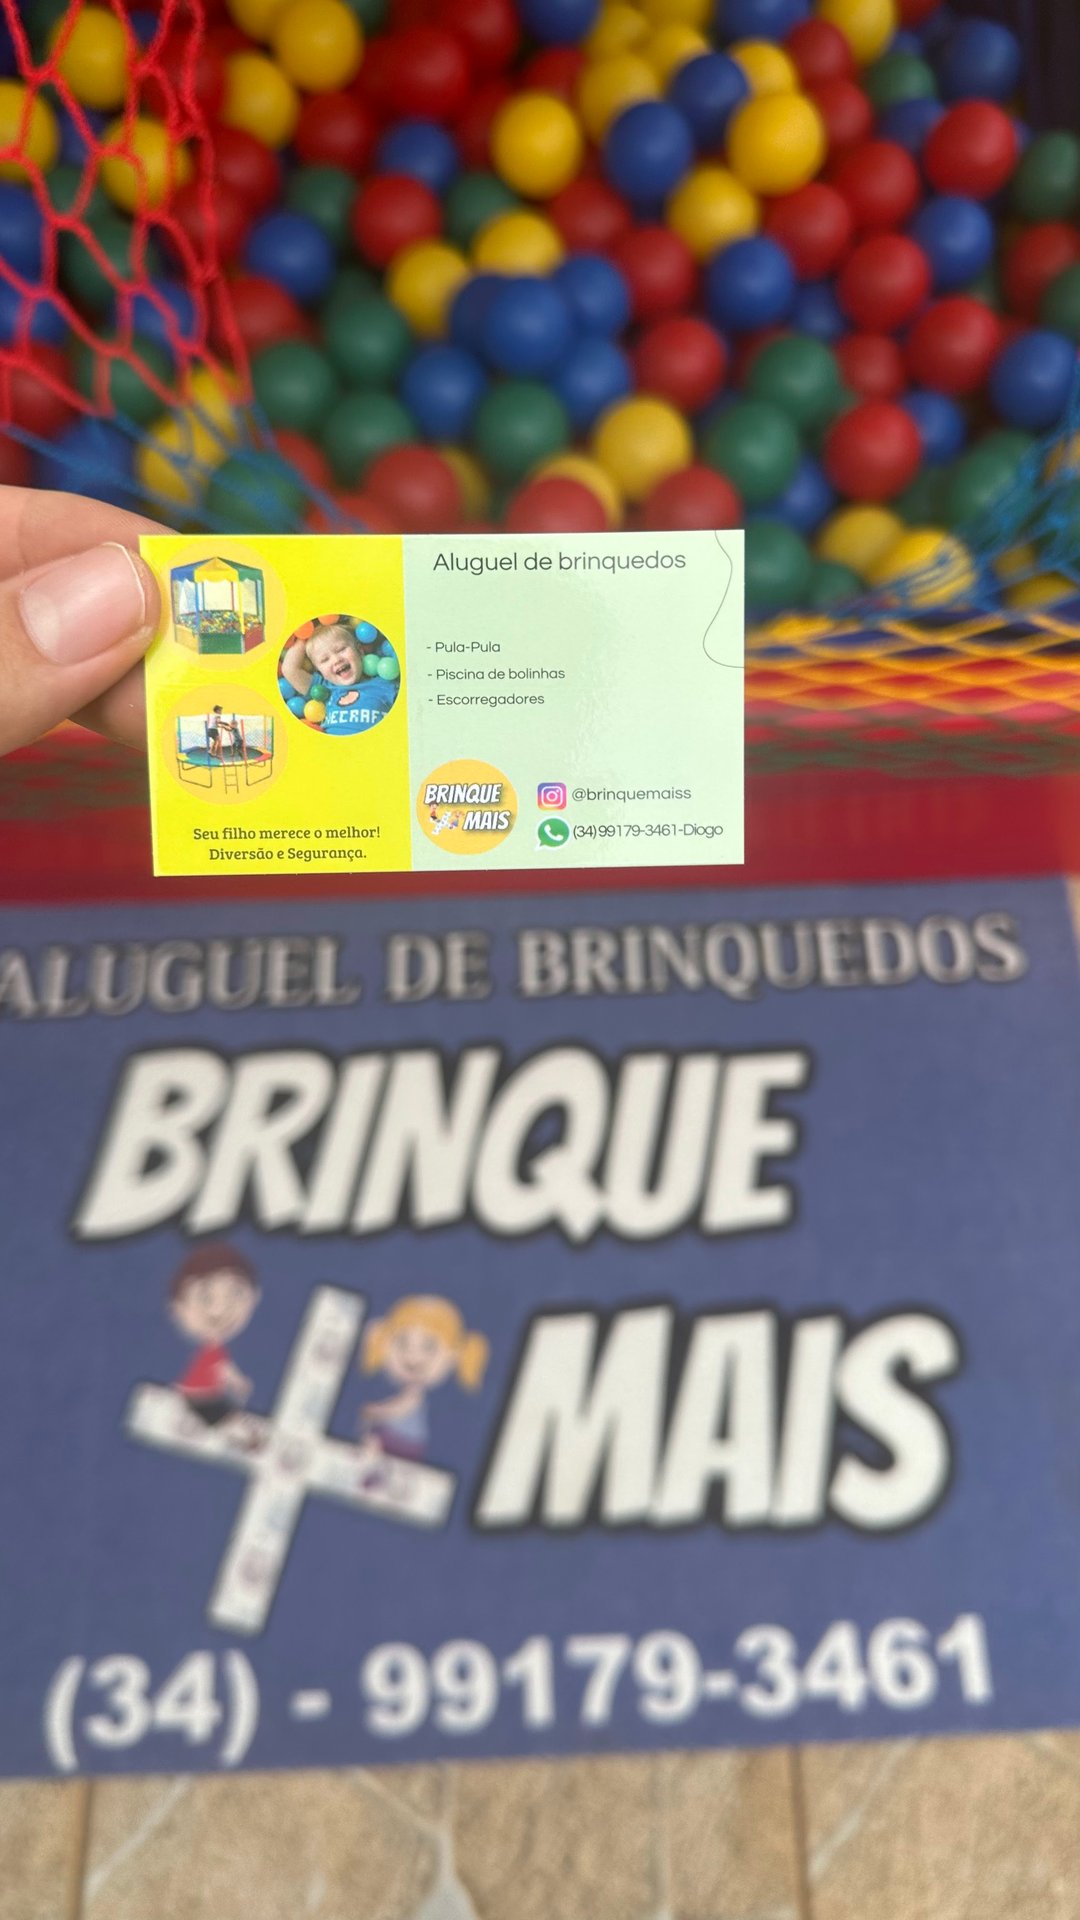 Aluguel de brinquedos
- Pula-Pula
- Piscina de bolinhas
- Escorregadores
ECRAFT
Seu filho merece o melhor!
Diversão e Segurança.
BRINQUE
MAIS
@brinquemaiss
(34)99179-3461-Diogo
ALUGUEL DE BRINQUEDOS
BRINQUE
MAIS
(34) - 99179-3461